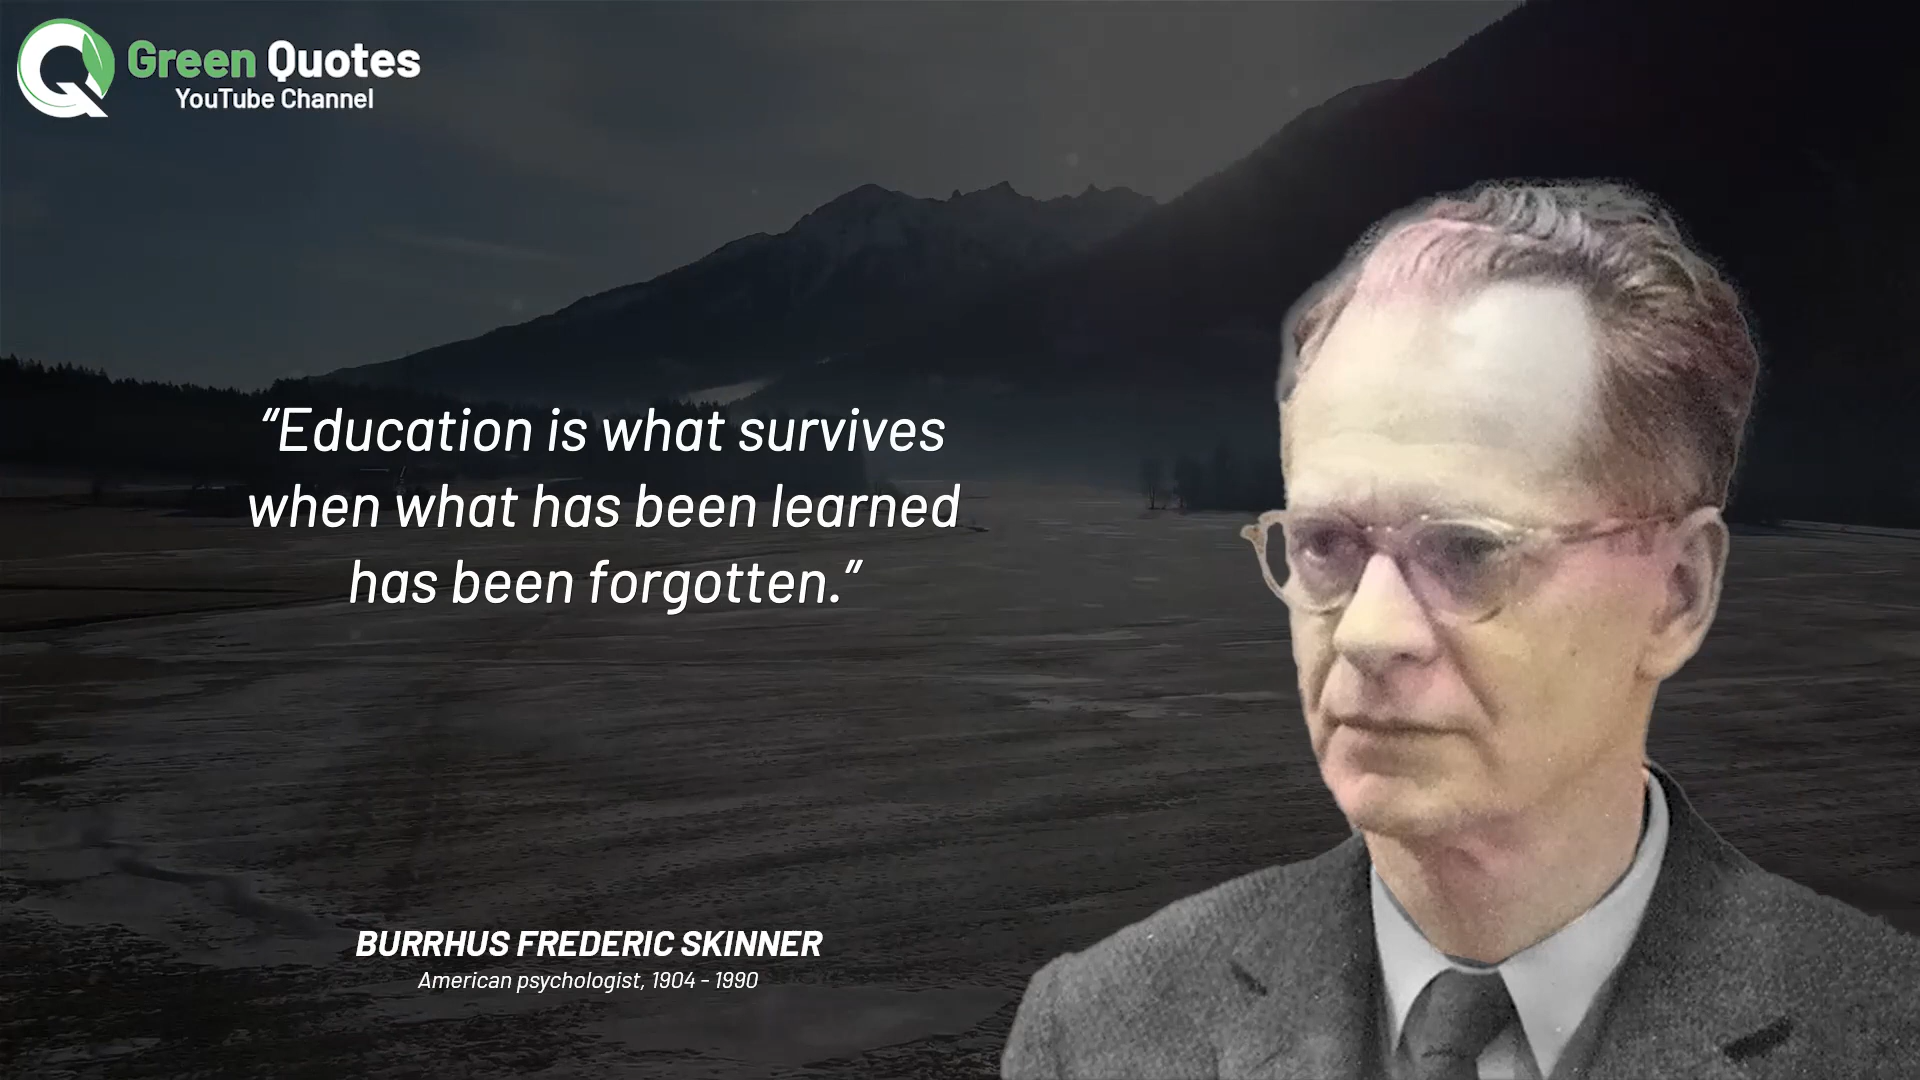 Green Quotes
YouTube Channel
“Education is what survives
when what has been learned
has been forgotten.”
BURRHUS FREDERIC SKINNER
American psychologist, 1904 - 1990